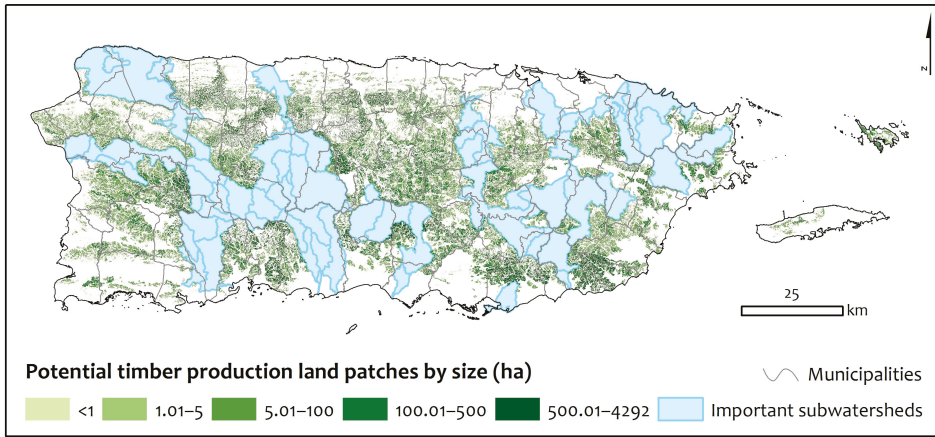 N
25
km
Potential timber production land patches by size (ha)
Municipalities
<1 1.01–5 5.01–100 100.01–500 500.01–4292 Important subwatersheds